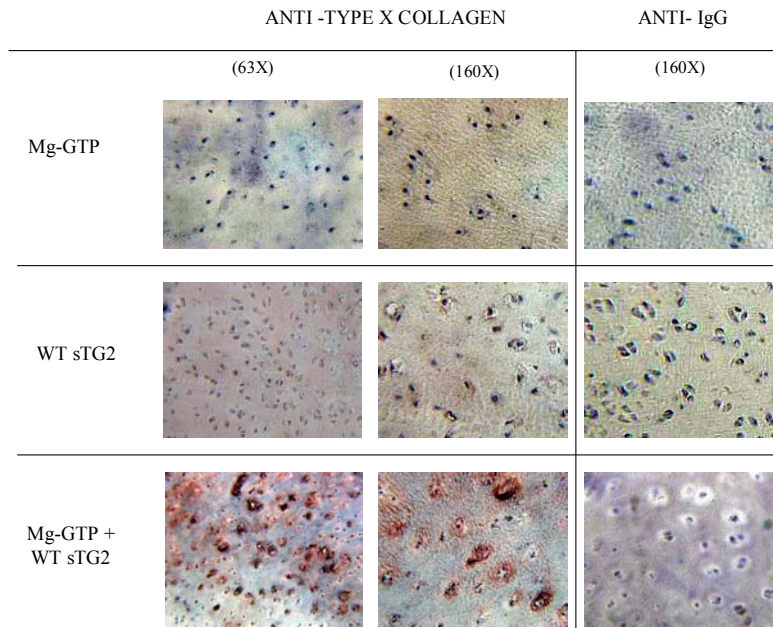 ANTI -TYPE X COLLAGEN ANTI- IgG
(63X) (160X) (160X)
Mg-GTP
WT sTG2
Mg-GTP +
WT sTG2